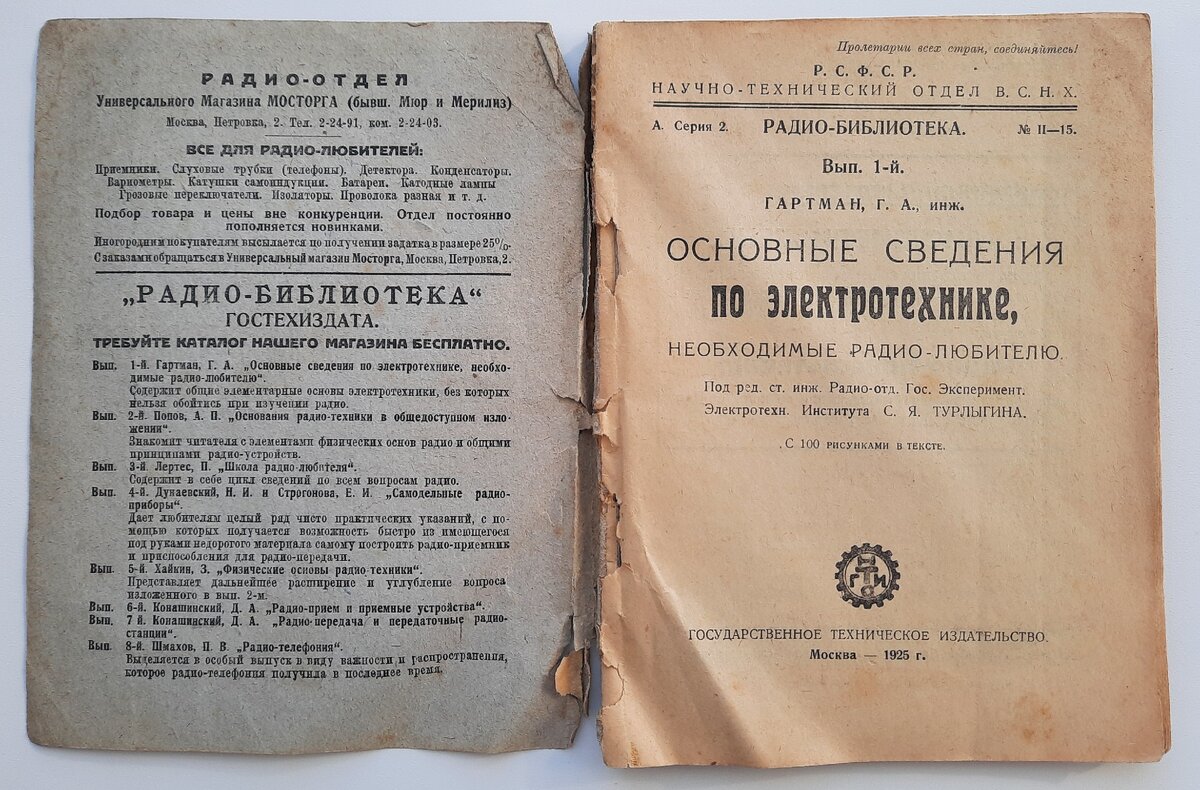 РАДИО-ОТДЕЛ
Универсального Магазина МОСТОРГА (бывш. Мюр и Мерилиз)
Москва, Петровка, 2. Тел. 2-24-91, ком. 2-24-03.
ВСЕ ДЛЯ РАДИО-ЛЮБИТЕЛЕЙ:
Приемники. Слуховые трубки (телефоны). Детектора. Конденсаторы.
Вариометры. Катушки самоиндукции. Батареи. Катодные лампы
Грозовые переключатели. Изоляторы. Проволока разная и т. д.
Подбор товара и цены вне конкуренции. Отдел постоянно
пополняется новинками.
Иногородним покупателям высылается по получении задатка в размере 25%.
С заказами обращаться в Универсальный магазин Мосторга, Москва, Петровка, 2.
„РАДИО-БИБЛИОТЕКА“
ГОСТЕХИЗДАТА.
ТРЕБУЙТЕ КАТАЛОГ НАШЕГО МАГАЗИНА БЕСПЛАТНО.
Вып. 1-й. Гартман, Г. А. „Основные сведения по электротехнике, необхо-
димые радио-любителю“.
Содержит общие элементарные основы электротехники, без которых
нельзя обойтись при изучении радио.
Вып. 2-й. Попов, А. П. „Основания радио-техники в общедоступном изло-
жении“.
Знакомит читателя с элементами физических основ радио и общими
принципами радио-устройств.
Вып. 3-й. Лертес, П. „Школа радио-любителя“.
Содержит в себе цикл сведений по всем вопросам радио.
Вып. 4-й. Дукаевский, Н. И. и Строгонова, Е. И. „Самодельные радио-
приборы“.
Дает любителям целый ряд чисто практических указаний, с по-
мощью которых получается возможность быстро из имеющегося
под руками недорогого материала самому построить радио-приемник
и приспособления для радио-передачи.
Вып. 5-й. Хайкин, З. „Физические основы радио-техники“.
Представляет дальнейшее расширение и углубление вопроса
изложенного в вып. 2-м.
Вып. 6-й. Конашинский, Д. А. „Радио-прием и приемные устройства“.
Вып. 7 й. Конашинский, Д. А. „Радио-передача и передаточные радио-
станции“.
Вып. 8-й. Шмахов, П. В. „Радио-телефония“.
Выделяется в особый выпуск в виду важности и распространения,
которое радио-телефония получила в последнее время.
Пролетарии всех стран, соединяйтесь!
Р. С. Ф. С. Р.
НАУЧНО-ТЕХНИЧЕСКИЙ ОТДЕЛ В. С. Н. Х.
А. Серия 2. РАДИО-БИБЛИОТЕКА. № II—15.
Вып. 1-й.
ГАРТМАН, Г. А., инж.
ОСНОВНЫЕ СВЕДЕНИЯ
ПО ЭЛЕКТРОТЕХНИКЕ,
НЕОБХОДИМЫЕ РАДИО-ЛЮБИТЕЛЮ.
Под ред. ст. инж. Радио-отд. Гос. Эксперимент.
Электротехн. Института С. Я. ТУРЛЫГИНА.
С 100 РИСУНКАМИ В ТЕКСТЕ.
ГТИ
ГОСУДАРСТВЕННОЕ ТЕХНИЧЕСКОЕ ИЗДАТЕЛЬСТВО.
Москва — 1925 г.